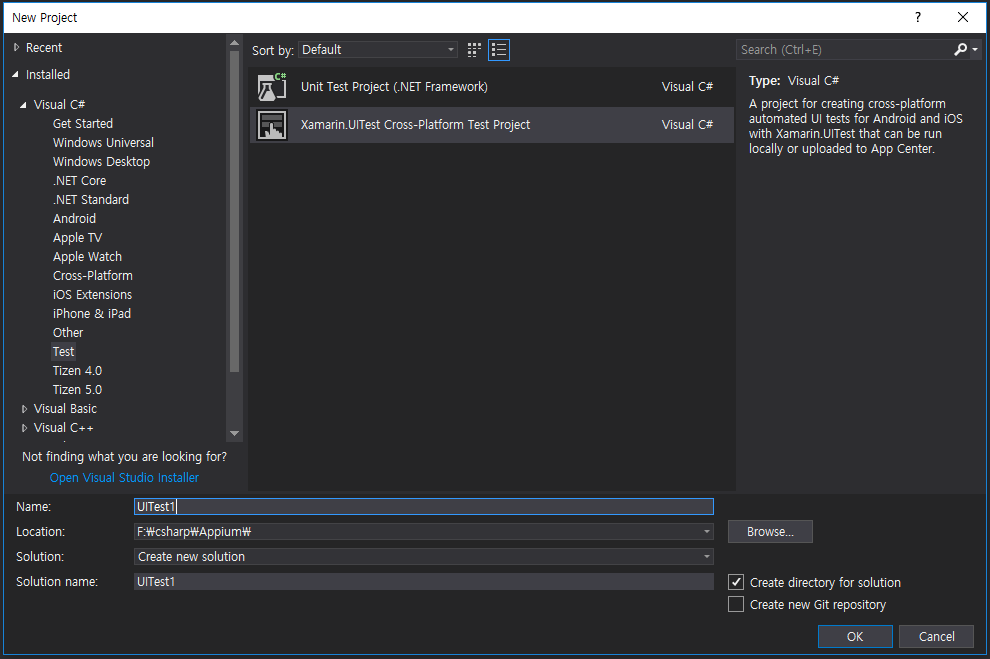 New Project
?
Recent
Installed
Visual C#
Get Started
Windows Universal
Windows Desktop
.NET Core
.NET Standard
Android
Apple TV
Apple Watch
Cross-Platform
iOS Extensions
iPhone & iPad
Other
Test
Tizen 4.0
Tizen 5.0
Visual Basic
Visual C++
Not finding what you are looking for?
Open Visual Studio Installer
Sort by: Default
Unit Test Project (.NET Framework) Visual C#
Xamarin.UITest Cross-Platform Test Project Visual C#
Search (Ctrl+E)
Type: Visual C#
A project for creating cross-platform
automated UI tests for Android and iOS
with Xamarin.UITest that can be run
locally or uploaded to App Center.
Name: UITest1
Location: F:₩csharp₩Appium₩
Browse...
Solution: Create new solution
Solution name: UITest1
Create directory for solution
Create new Git repository
OK
Cancel